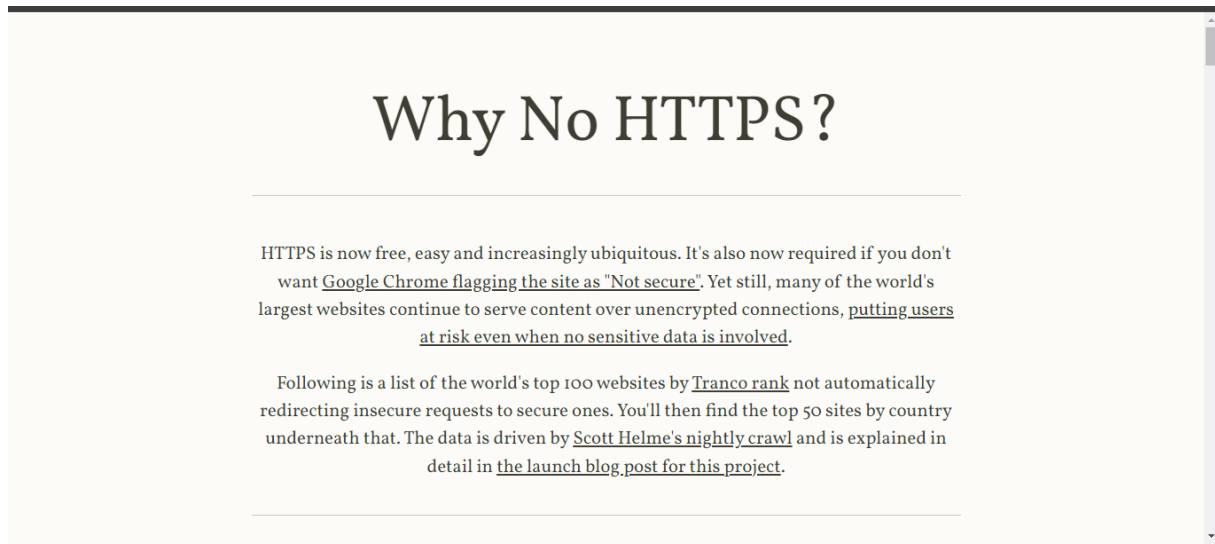 Why No HTTPS?
HTTPS is now free, easy and increasingly ubiquitous. It's also now required if you don't
want Google Chrome flagging the site as "Not secure". Yet still, many of the world's
largest websites continue to serve content over unencrypted connections, putting users
at risk even when no sensitive data is involved.
Following is a list of the world's top 100 websites by Tranco rank not automatically
redirecting insecure requests to secure ones. You'll then find the top 50 sites by country
underneath that. The data is driven by Scott Helme's nightly crawl and is explained in
detail in the launch blog post for this project.